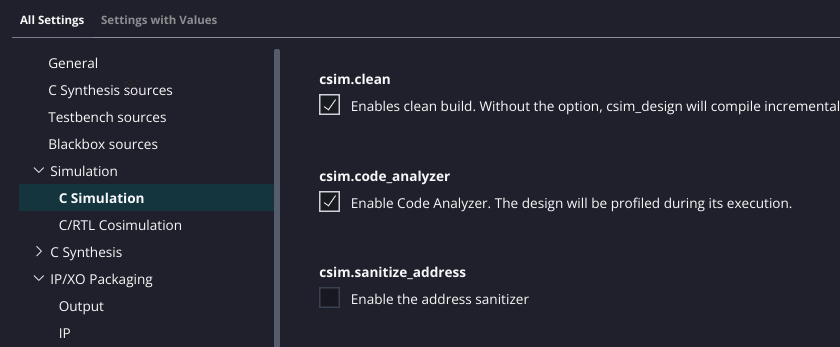 All Settings Settings with Values
General
C Synthesis sources
Testbench sources
Blackbox sources
Simulation
C Simulation
C/RTL Cosimulation
C Synthesis
IP/XO Packaging
Output
IP
csim.clean
Enables clean build. Without the option, csim_design will compile incremental
csim.code_analyzer
Enable Code Analyzer. The design will be profiled during its execution.
csim.sanitize_address
Enable the address sanitizer